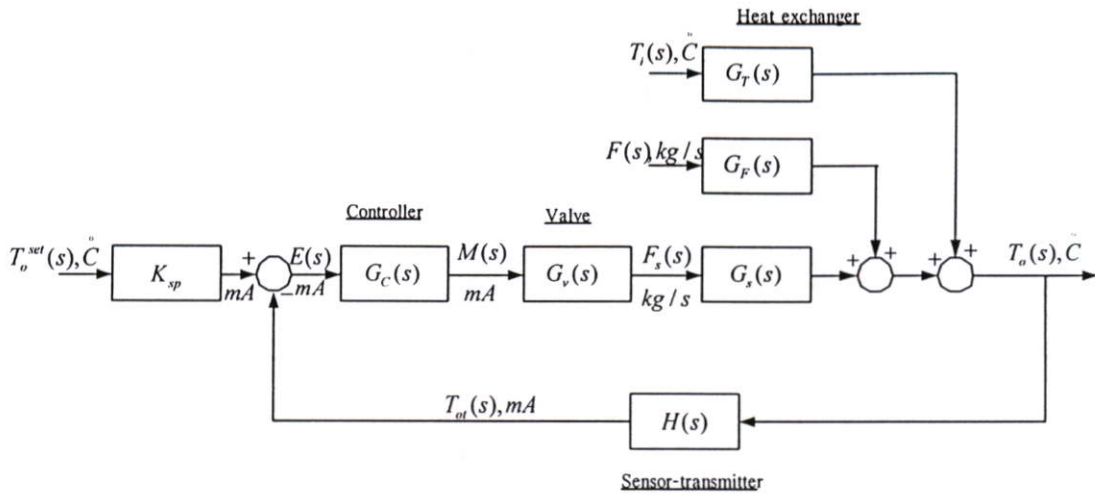 Heat exchanger
T_i(s), °C
G_T(s)
F(s), kg/s
G_F(s)
Controller
Valve
T_o^set(s), °C
K_sp
+
mA
E(s)
−
mA
G_C(s)
M(s)
mA
G_v(s)
F_s(s)
kg/s
G_s(s)
+
+
+
+
T_o(s), °C
T_ot(s), mA
H(s)
Sensor-transmitter